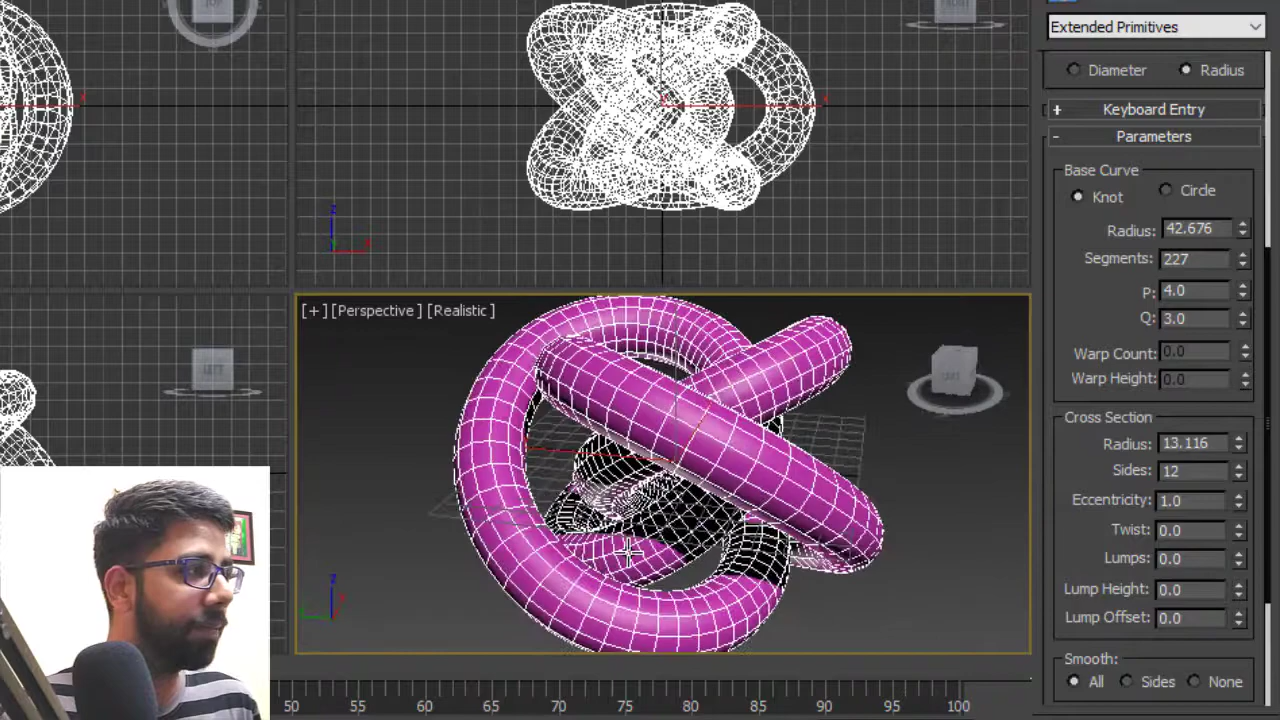 Extended Primitives
Diameter Radius
+ Keyboard Entry
- Parameters
Base Curve
Knot Circle
Radius: 42.676
Segments: 227
P: 4.0
Q: 3.0
Warp Count: 0.0
Warp Height: 0.0
Cross Section
Radius: 13.116
Sides: 12
Eccentricity: 1.0
Twist: 0.0
Lumps: 0.0
Lump Height: 0.0
Lump Offset: 0.0
Smooth:
All Sides None
[+][Perspective][Realistic]
z
x
z
50 55 60 65 70 75 80 85 90 95 100